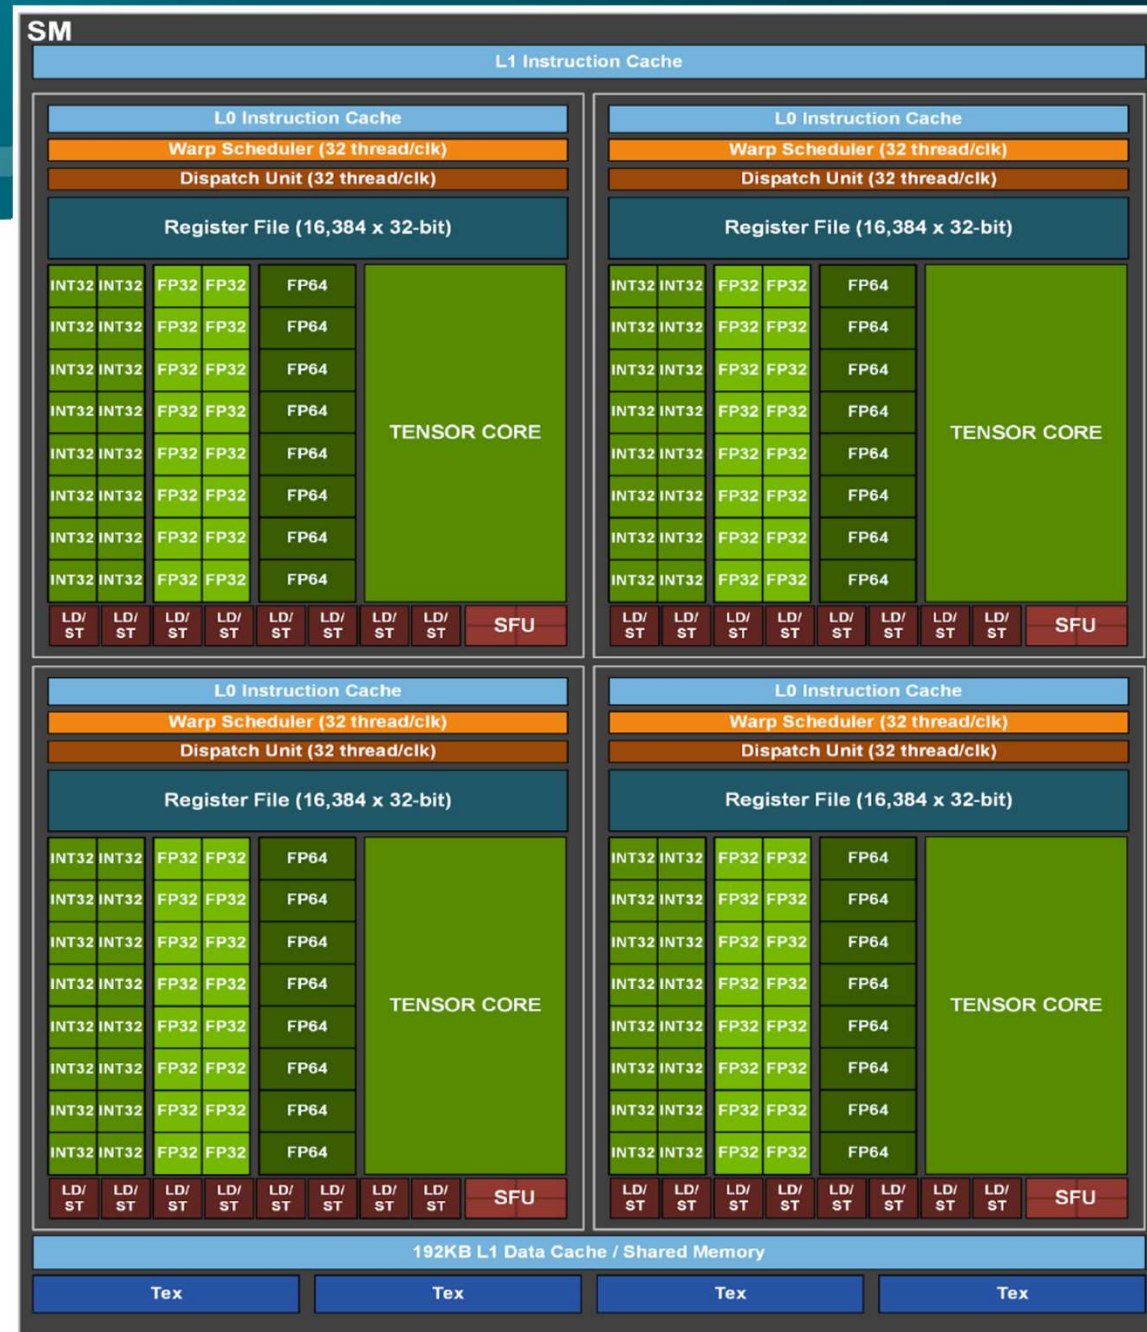 SM
L1 Instruction Cache
L0 Instruction Cache
Warp Scheduler (32 thread/clk)
Dispatch Unit (32 thread/clk)
Register File (16,384 x 32-bit)
INT32 INT32 FP32 FP32 FP64
INT32 INT32 FP32 FP32 FP64
INT32 INT32 FP32 FP32 FP64
INT32 INT32 FP32 FP32 FP64
TENSOR CORE
INT32 INT32 FP32 FP32 FP64
INT32 INT32 FP32 FP32 FP64
INT32 INT32 FP32 FP32 FP64
INT32 INT32 FP32 FP32 FP64
LD/ LD/ LD/ LD/ LD/ LD/ LD/ LD/
ST ST ST ST ST ST ST ST
SFU
L0 Instruction Cache
Warp Scheduler (32 thread/clk)
Dispatch Unit (32 thread/clk)
Register File (16,384 x 32-bit)
INT32 INT32 FP32 FP32 FP64
INT32 INT32 FP32 FP32 FP64
INT32 INT32 FP32 FP32 FP64
INT32 INT32 FP32 FP32 FP64
TENSOR CORE
INT32 INT32 FP32 FP32 FP64
INT32 INT32 FP32 FP32 FP64
INT32 INT32 FP32 FP32 FP64
INT32 INT32 FP32 FP32 FP64
LD/ LD/ LD/ LD/ LD/ LD/ LD/ LD/
ST ST ST ST ST ST ST ST
SFU
L0 Instruction Cache
Warp Scheduler (32 thread/clk)
Dispatch Unit (32 thread/clk)
Register File (16,384 x 32-bit)
INT32 INT32 FP32 FP32 FP64
INT32 INT32 FP32 FP32 FP64
INT32 INT32 FP32 FP32 FP64
INT32 INT32 FP32 FP32 FP64
TENSOR CORE
INT32 INT32 FP32 FP32 FP64
INT32 INT32 FP32 FP32 FP64
INT32 INT32 FP32 FP32 FP64
INT32 INT32 FP32 FP32 FP64
LD/ LD/ LD/ LD/ LD/ LD/ LD/ LD/
ST ST ST ST ST ST ST ST
SFU
L0 Instruction Cache
Warp Scheduler (32 thread/clk)
Dispatch Unit (32 thread/clk)
Register File (16,384 x 32-bit)
INT32 INT32 FP32 FP32 FP64
INT32 INT32 FP32 FP32 FP64
INT32 INT32 FP32 FP32 FP64
INT32 INT32 FP32 FP32 FP64
TENSOR CORE
INT32 INT32 FP32 FP32 FP64
INT32 INT32 FP32 FP32 FP64
INT32 INT32 FP32 FP32 FP64
INT32 INT32 FP32 FP32 FP64
LD/ LD/ LD/ LD/ LD/ LD/ LD/ LD/
ST ST ST ST ST ST ST ST
SFU
192KB L1 Data Cache / Shared Memory
Tex Tex Tex Tex